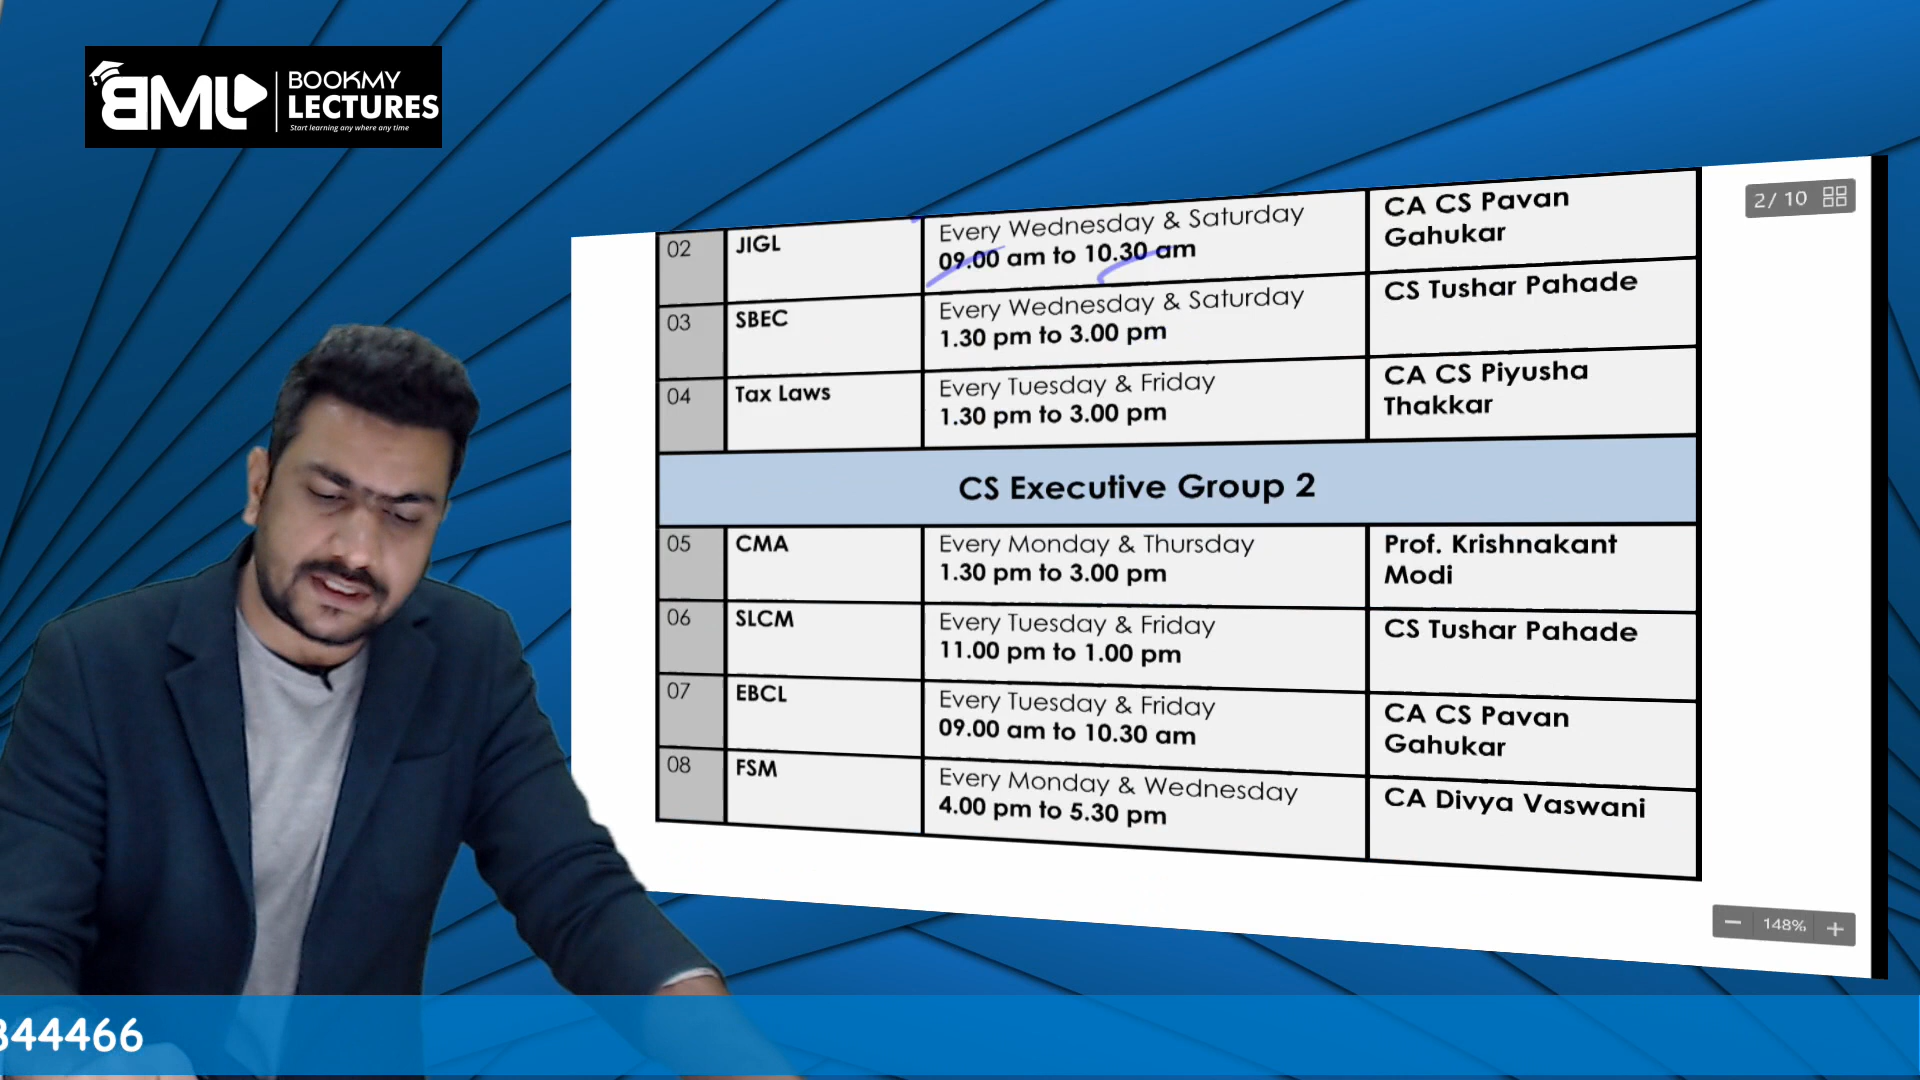 BML
BOOKMY
LECTURES
Start learning any where any time
2/ 10
02
JIGL
Every Wednesday & Saturday
09.00 am to 10.30 am
CA CS Pavan
Gahukar
03
SBEC
Every Wednesday & Saturday
1.30 pm to 3.00 pm
CS Tushar Pahade
04
Tax Laws
Every Tuesday & Friday
1.30 pm to 3.00 pm
CA CS Piyusha
Thakkar
CS Executive Group 2
05
CMA
Every Monday & Thursday
1.30 pm to 3.00 pm
Prof. Krishnakant
Modi
06
SLCM
Every Tuesday & Friday
11.00 pm to 1.00 pm
CS Tushar Pahade
07
EBCL
Every Tuesday & Friday
09.00 am to 10.30 am
CA CS Pavan
Gahukar
08
FSM
Every Monday & Wednesday
4.00 pm to 5.30 pm
CA Divya Vaswani
148%
344466